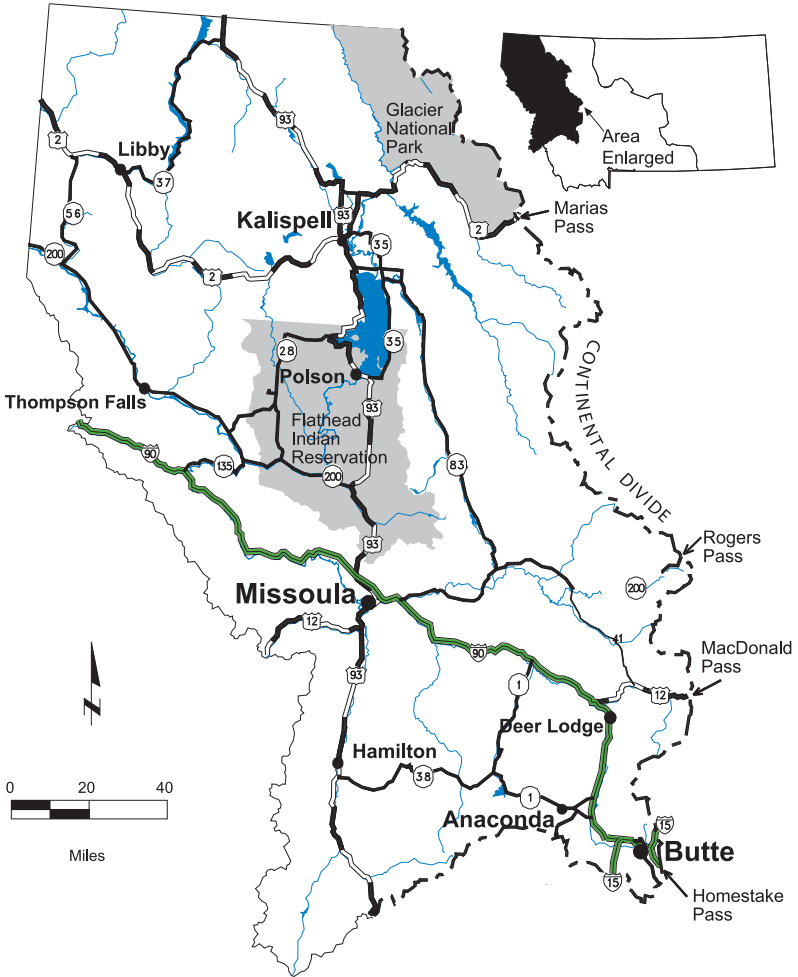 Glacier
National
Park
Area
Enlarged
93
2
Libby
37
Marias
Pass
56
Kalispell
93
35
2
200
2
28
35
CONTINENTAL DIVIDE
Polson
Thompson Falls
93
Flathead
Indian
Reservation
90
135
200
83
93
Rogers
Pass
Missoula
200
12
41
MacDonald
Pass
90
93
1
12
N
Deer Lodge
Hamilton
38
0
20
40
1
Anaconda
15
Miles
Butte
15
Homestake
Pass